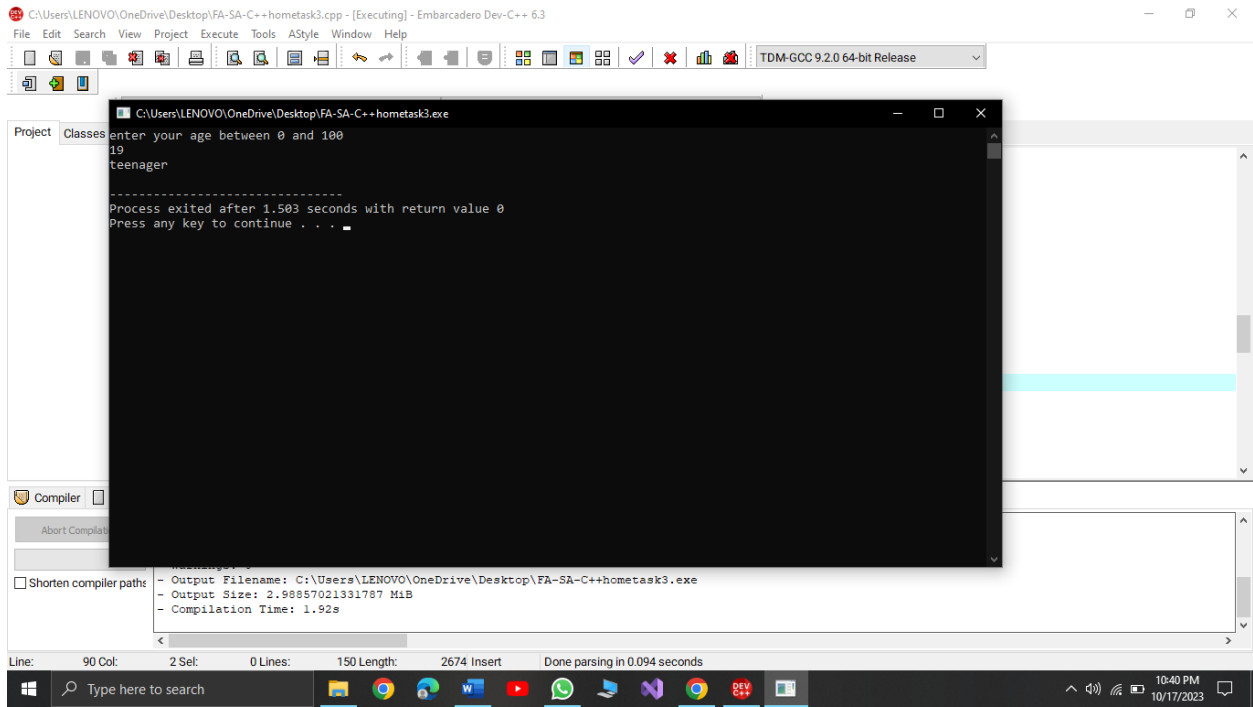 C:\Users\LENOVO\OneDrive\Desktop\FA-SA-C++hometask3.cpp - [Executing] - Embarcadero Dev-C++ 6.3
File Edit Search View Project Execute Tools AStyle Window Help
TDM-GCC 9.2.0 64-bit Release
C:\Users\LENOVO\OneDrive\Desktop\FA-SA-C++hometask3.exe
Project Classes
enter your age between 0 and 100
19
teenager
--------------------------------
Process exited after 1.503 seconds with return value 0
Press any key to continue . . .
Compiler
Abort Compilati
Shorten compiler paths
- Output Filename: C:\Users\LENOVO\OneDrive\Desktop\FA-SA-C++hometask3.exe
- Output Size: 2.98857021331787 MiB
- Compilation Time: 1.92s
Line: 90 Col: 2 Sel: 0 Lines: 150 Length: 2674 Insert Done parsing in 0.094 seconds
Type here to search
10:40 PM
10/17/2023